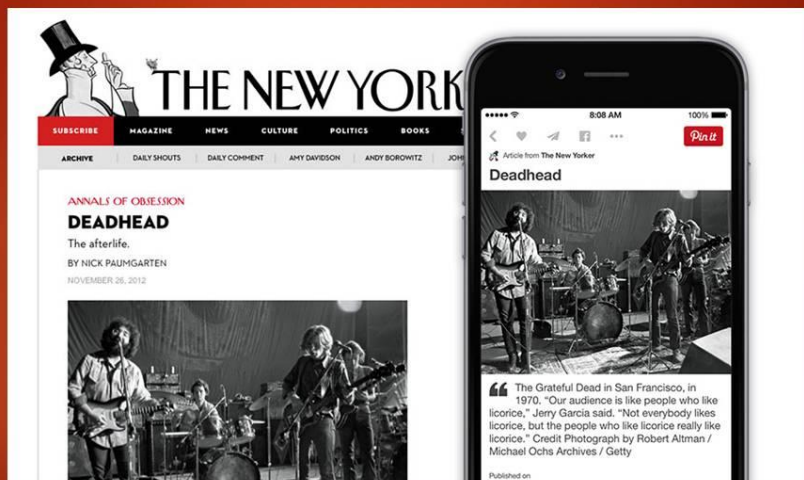 THE NEW YORK
SUBSCRIBE MAGAZINE NEWS CULTURE POLITICS BOOKS
ARCHIVE DAILY SHOUTS DAILY COMMENT AMY DAVIDSON ANDY BOROWITZ
ANNALS OF OBSESSION
DEADHEAD
The afterlife.
BY NICK PAUMGARTEN
NOVEMBER 26, 2012
8:08 AM 100%
Pin it
Article from The New Yorker
Deadhead
The Grateful Dead in San Francisco, in
1970. “Our audience is like people who like
licorice,” Jerry Garcia said. “Not everybody likes
licorice, but the people who like licorice really like
licorice.” Credit Photograph by Robert Altman /
Michael Ochs Archives / Getty
Published on